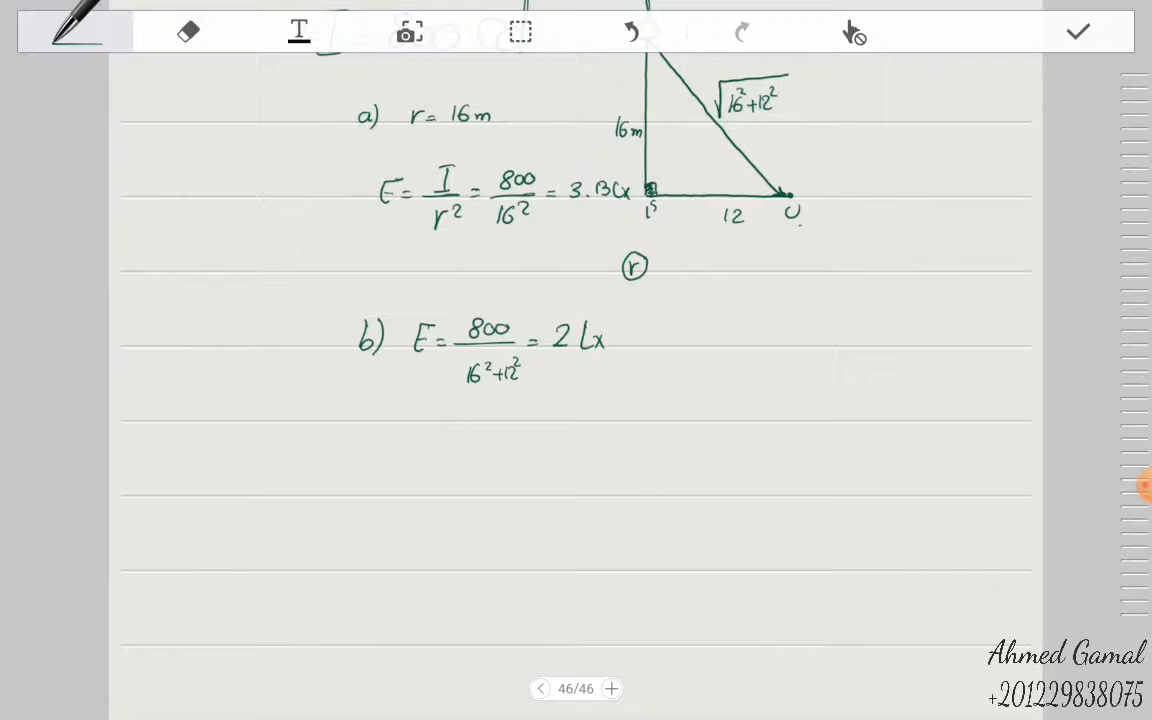 T
√16²+12²
a) r = 16m
16m
E = I/r² = 800/16² = 3.13Lx
12
r
b) E = 800/16²+12² = 2 Lx
46/46
Ahmed Gamal
+201229838075